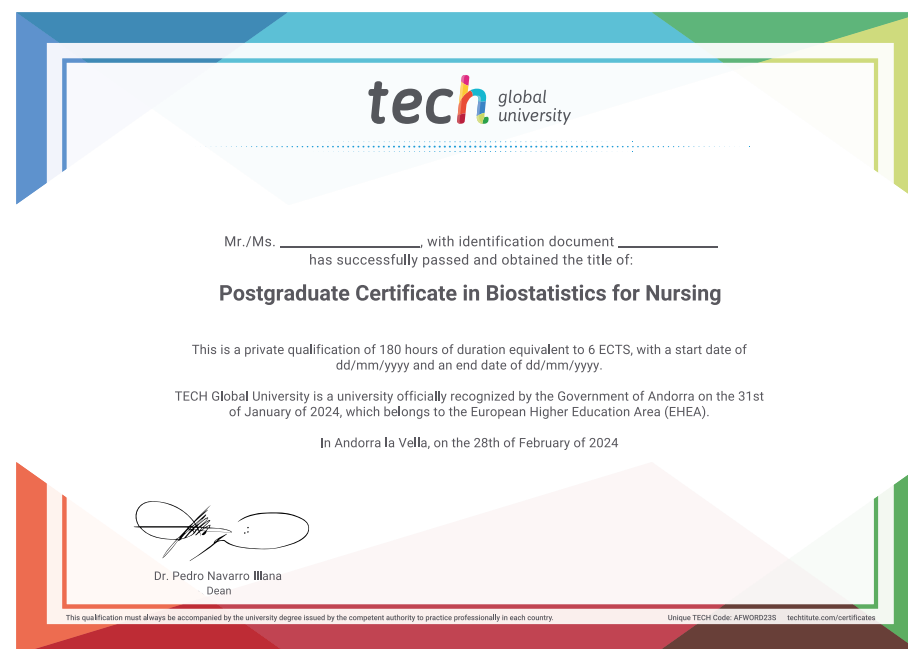 tech global
university
Mr./Ms. ____________________, with identification document ______________
has successfully passed and obtained the title of:
Postgraduate Certificate in Biostatistics for Nursing
This is a private qualification of 180 hours of duration equivalent to 6 ECTS, with a start date of
dd/mm/yyyy and an end date of dd/mm/yyyy.
TECH Global University is a university officially recognized by the Government of Andorra on the 31st
of January of 2024, which belongs to the European Higher Education Area (EHEA).
In Andorra la Vella, on the 28th of February of 2024
Dr. Pedro Navarro Illana
Dean
This qualification must always be accompanied by the university degree issued by the competent authority to practice professionally in each country.
Unique TECH Code: AFWORD23S techtitute.com/certificates